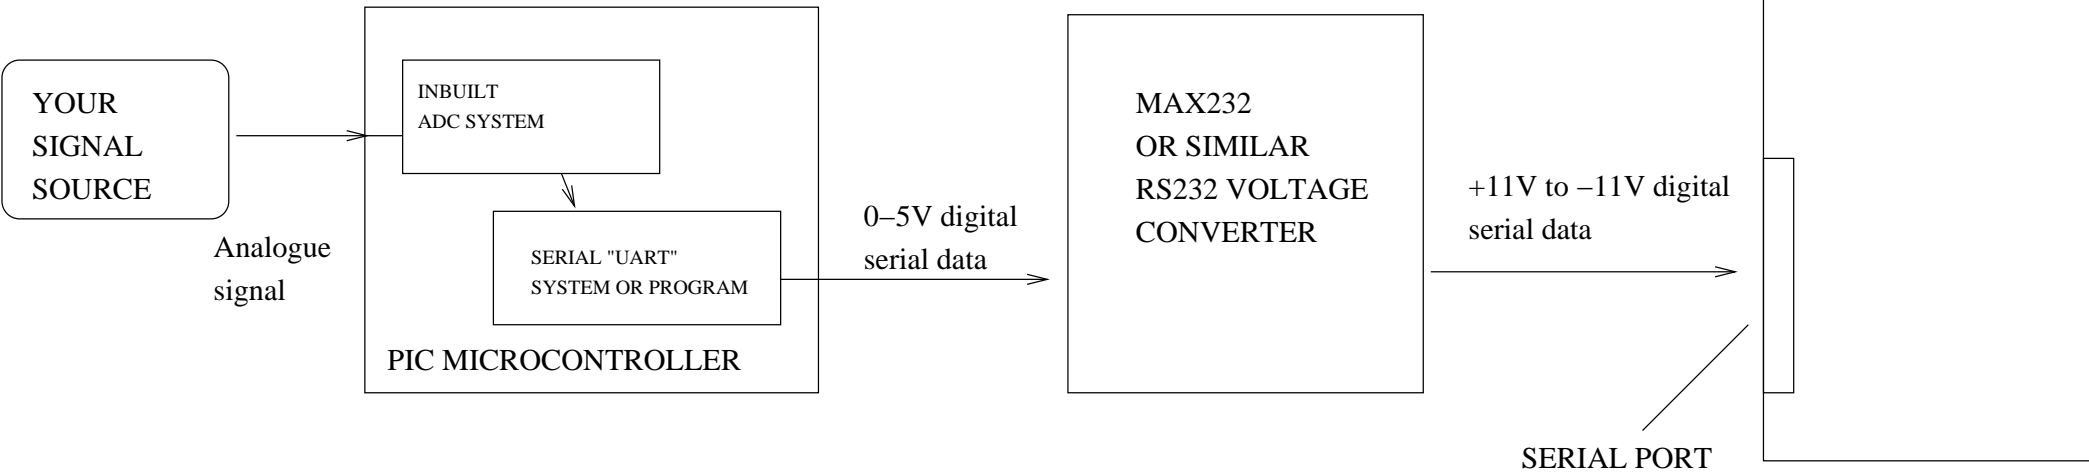 YOUR
SIGNAL
SOURCE
Analogue
signal
INBUILT
ADC SYSTEM
SERIAL "UART"
SYSTEM OR PROGRAM
PIC MICROCONTROLLER
0–5V digital
serial data
MAX232
OR SIMILAR
RS232 VOLTAGE
CONVERTER
+11V to –11V digital
serial data
SERIAL PORT